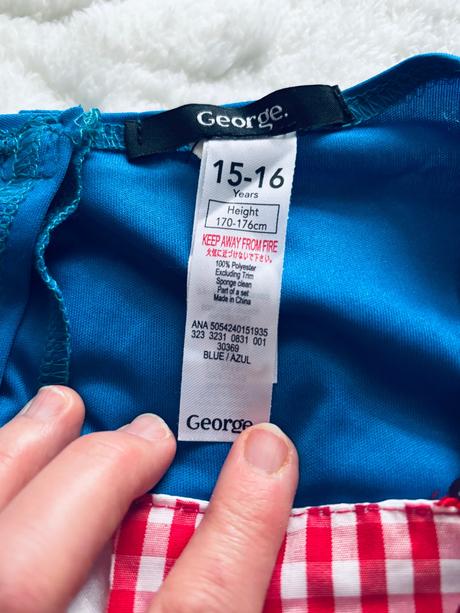 George.
15-16
Years
Height
170-176cm
KEEP AWAY FROM FIRE
火気に近づけないで下さい。
100% Polyester
Excluding Trim
Sponge clean
Part of a set
Made in China
ANA 5054240151935
323 3231 0831 001
30369
BLUE / AZUL
George.